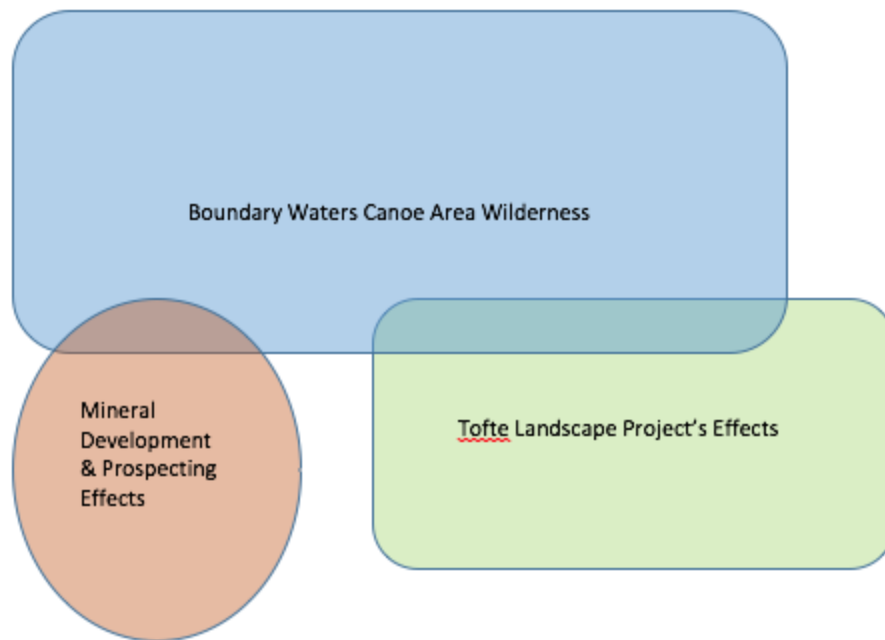 Boundary Waters Canoe Area Wilderness
Mineral
Development
& Prospecting
Effects
Tofte Landscape Project’s Effects